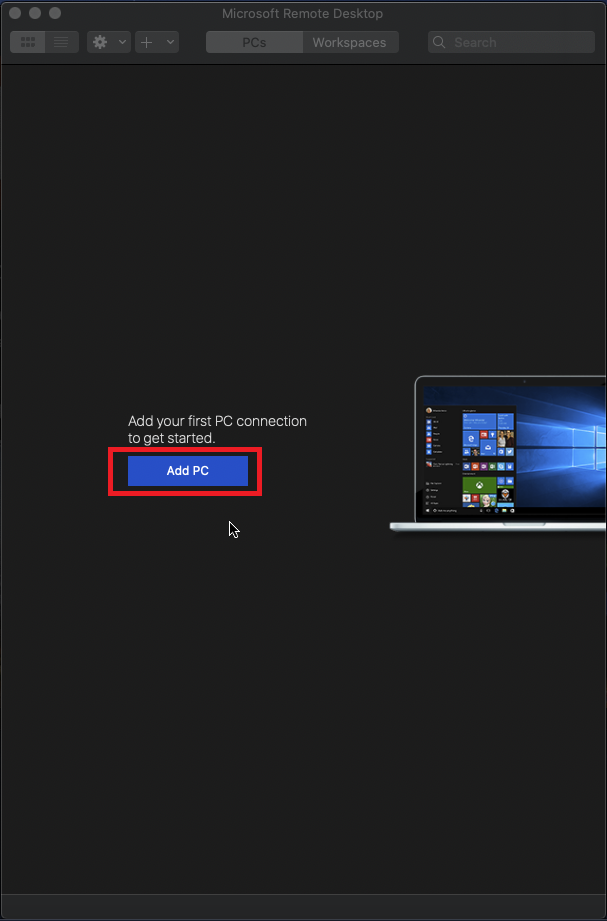 Microsoft Remote Desktop
PCs
Workspaces
Search
Add your first PC connection
to get started.
Add PC